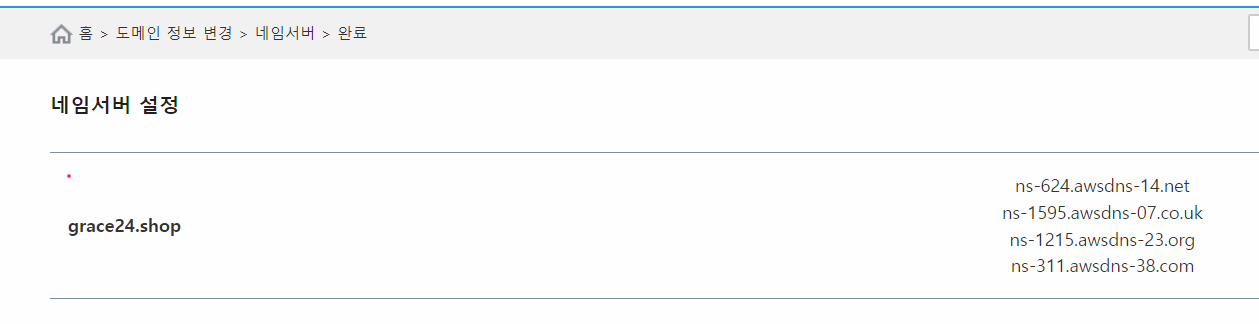 홈 > 도메인 정보 변경 > 네임서버 > 완료
네임서버 설정
grace24.shop
ns-624.awsdns-14.net
ns-1595.awsdns-07.co.uk
ns-1215.awsdns-23.org
ns-311.awsdns-38.com